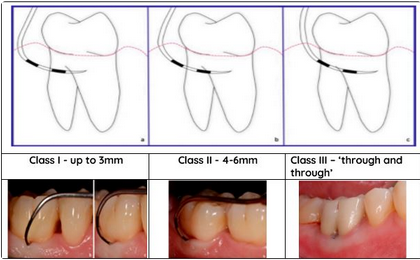 a
b
c
Class I - up to 3mm
Class II - 4-6mm
Class III – ‘through and
through’